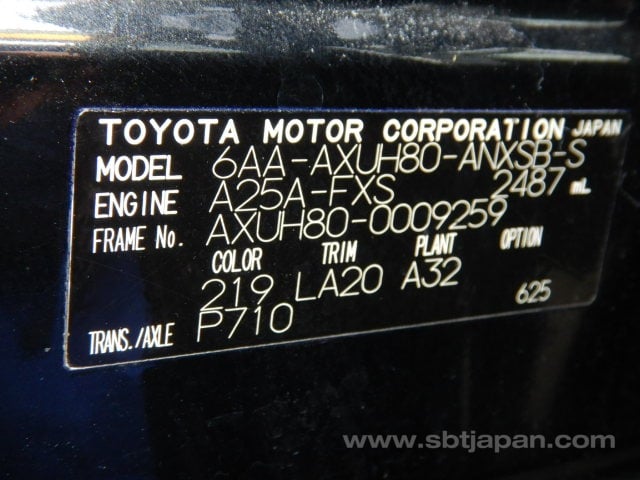 TOYOTA MOTOR CORPORATION JAPAN
MODEL 6AA-AXUH80-ANXSB-S
ENGINE A25A-FXS 2487 mL
FRAME No. AXUH80-0009259
COLOR TRIM PLANT OPTION
219 LA20 A32 625
TRANS./AXLE P710
www.sbtjapan.com